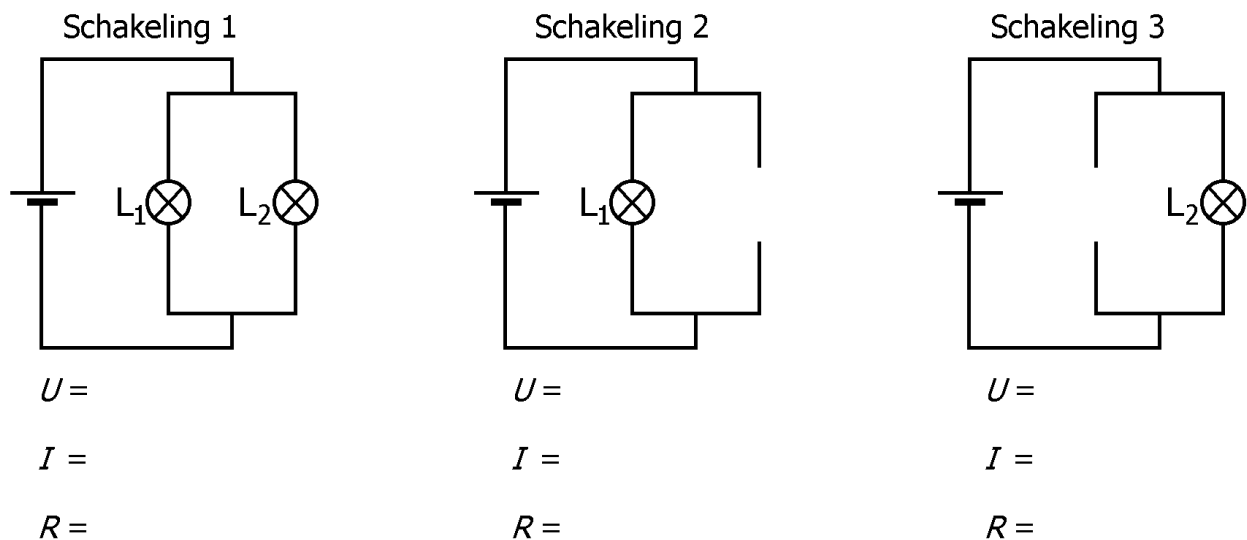 Schakeling 1
L₁ L₂
U =
I =
R =
Schakeling 2
L₁
U =
I =
R =
Schakeling 3
L₂
U =
I =
R =